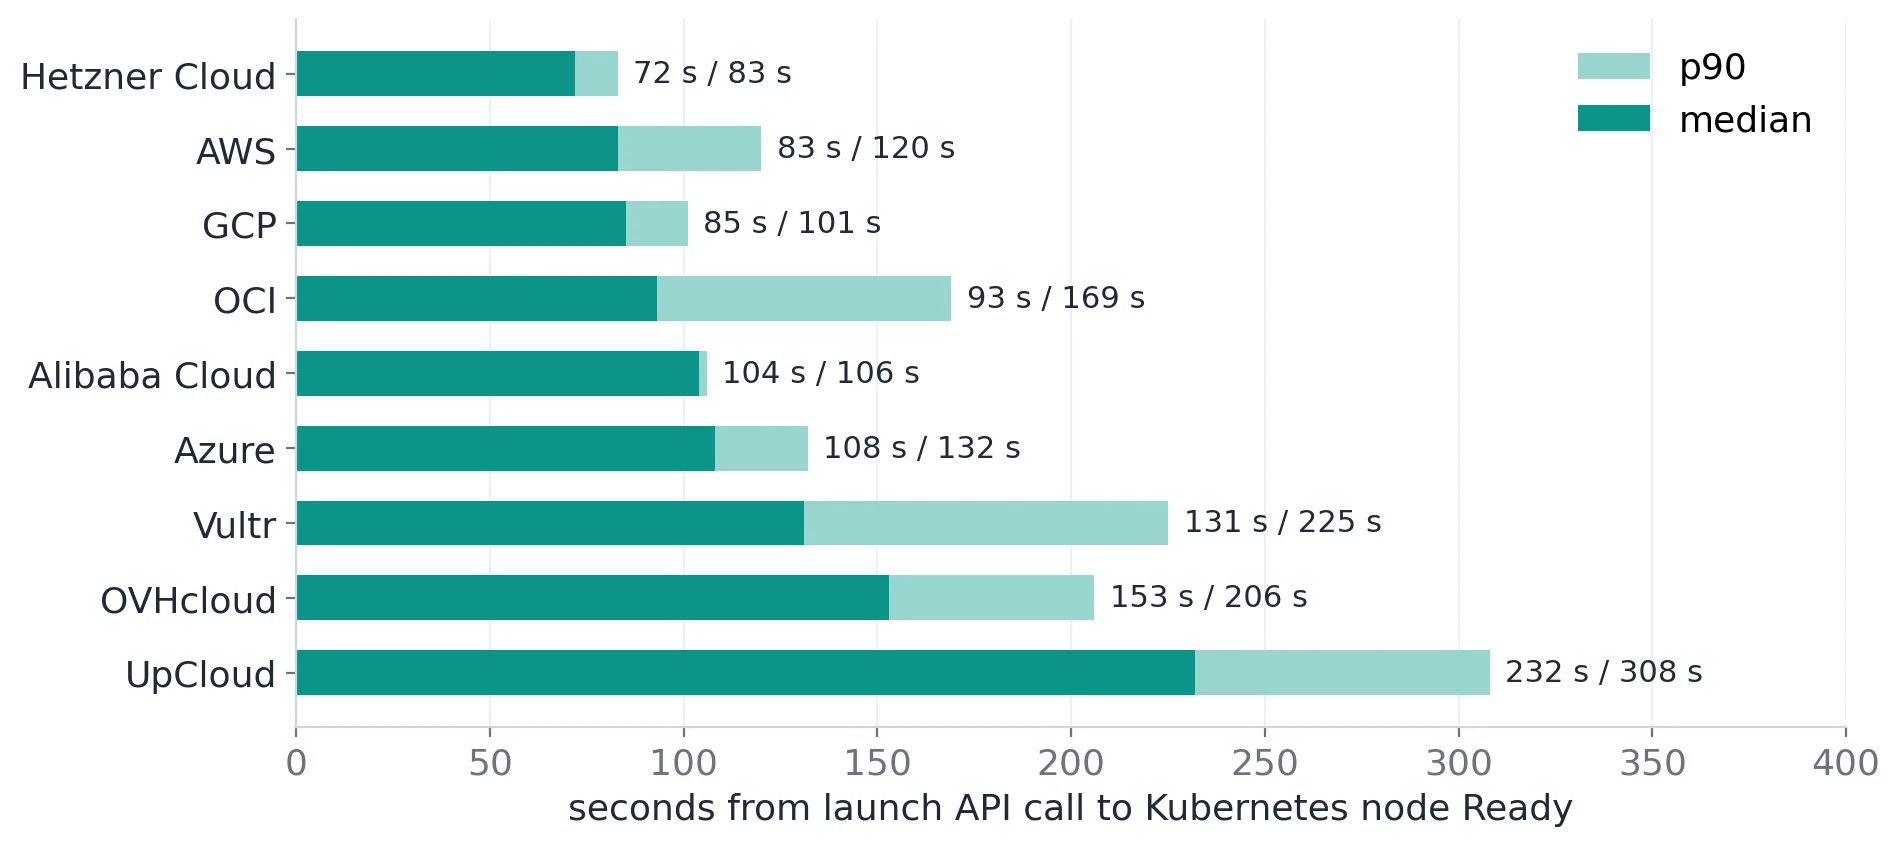 Hetzner Cloud 72 s / 83 s
p90
median
AWS 83 s / 120 s
GCP 85 s / 101 s
OCI 93 s / 169 s
Alibaba Cloud 104 s / 106 s
Azure 108 s / 132 s
Vultr 131 s / 225 s
OVHcloud 153 s / 206 s
UpCloud 232 s / 308 s
0 50 100 150 200 250 300 350 400
seconds from launch API call to Kubernetes node Ready